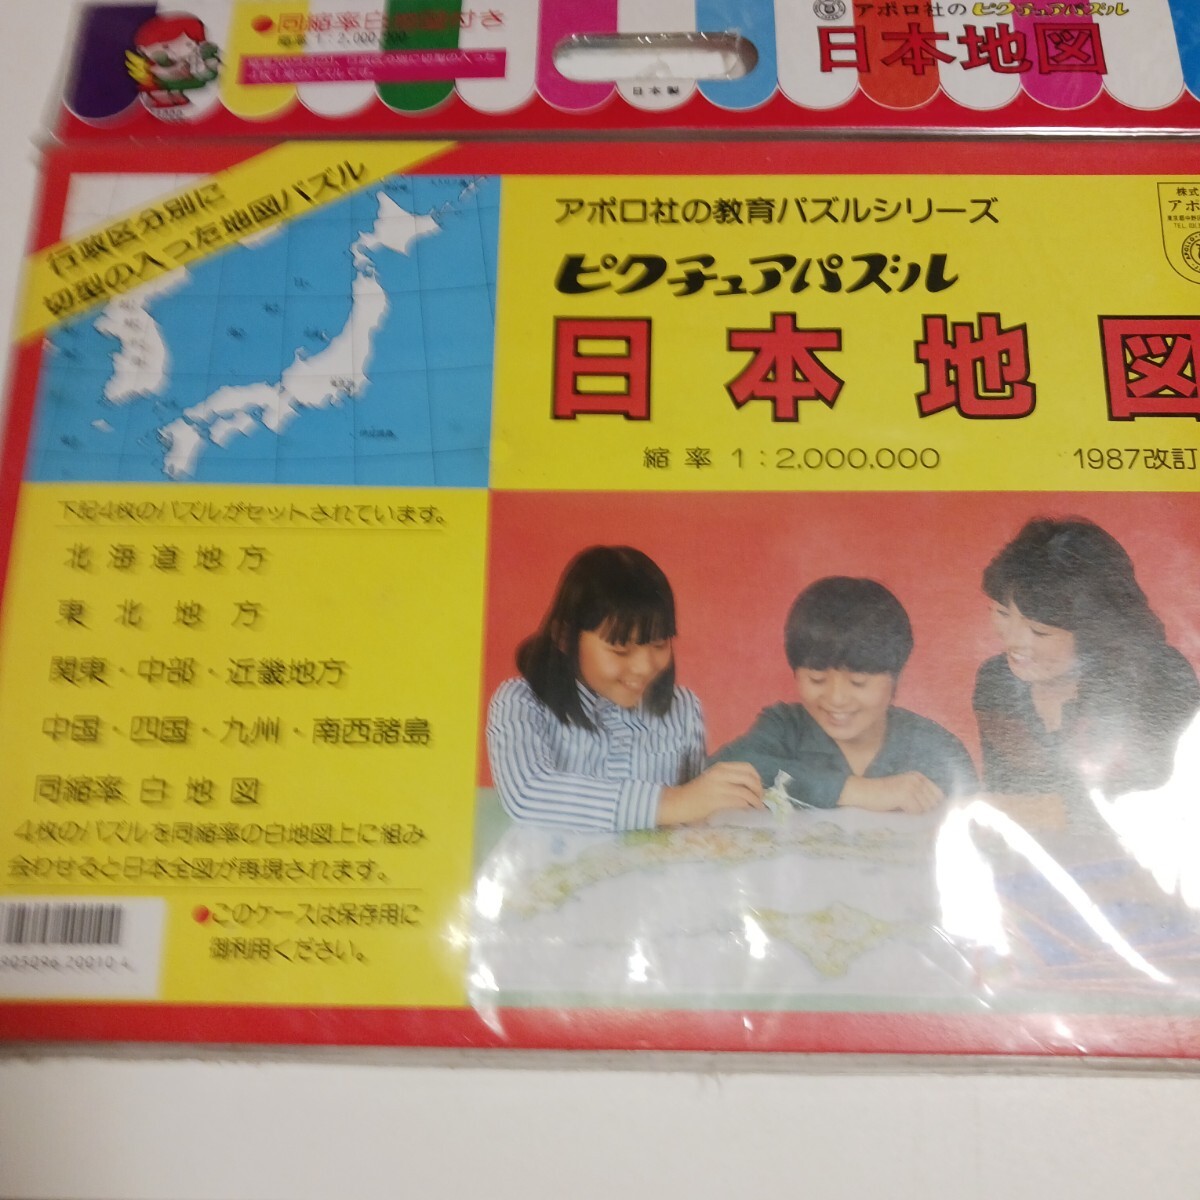 ●同縮率白地図付き
縮率 1:2,000,000
アポロ社のピクチュアパズル
日本地図
日本製
行政区分別に
切型の入った地図パズル
アポロ社の教育パズルシリーズ
ピクチュアパズル
日本地図
縮率 1:2,000,000
1987改訂
下記4枚のパズルがセットされています。
北海道地方
東北地方
関東・中部・近畿地方
中国・四国・九州・南西諸島
同縮率白地図
4枚のパズルを同縮率の白地図上に組み
合わせると日本全図が再現されます。
●このケースは保存用に
御利用ください。
905096 20010 4